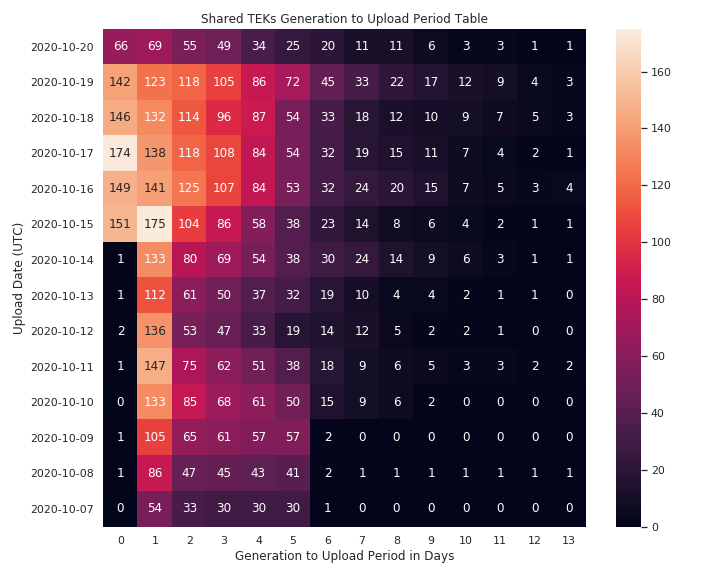 Shared TEKs Generation to Upload Period Table
Upload Date (UTC)
2020-10-20 66 69 55 49 34 25 20 11 11 6 3 3 1 1
2020-10-19 142 123 118 105 86 72 45 33 22 17 12 9 4 3
2020-10-18 146 132 114 96 87 54 33 18 12 10 9 7 5 3
2020-10-17 174 138 118 108 84 54 32 19 15 11 7 4 2 1
2020-10-16 149 141 125 107 84 53 32 24 20 15 7 5 3 4
2020-10-15 151 175 104 86 58 38 23 14 8 6 4 2 1 1
2020-10-14 1 133 80 69 54 38 30 24 14 9 6 3 1 1
2020-10-13 1 112 61 50 37 32 19 10 4 4 2 1 1 0
2020-10-12 2 136 53 47 33 19 14 12 5 2 2 1 0 0
2020-10-11 1 147 75 62 51 38 18 9 6 5 3 3 2 2
2020-10-10 0 133 85 68 61 50 15 9 6 2 0 0 0 0
2020-10-09 1 105 65 61 57 57 2 0 0 0 0 0 0 0
2020-10-08 1 86 47 45 43 41 2 1 1 1 1 1 1 1
2020-10-07 0 54 33 30 30 30 1 0 0 0 0 0 0 0
0 1 2 3 4 5 6 7 8 9 10 11 12 13
Generation to Upload Period in Days
160
140
120
100
80
60
40
20
0